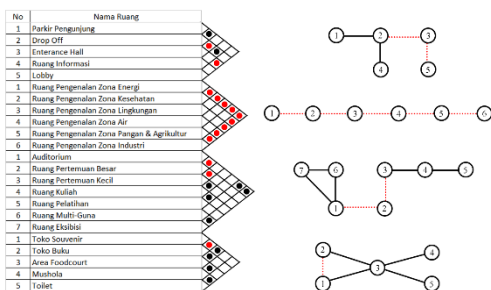 No Nama Ruang
1 Parkir Pengunjung
2 Drop Off
3 Enterance Hall
4 Ruang Informasi
5 Lobby
1 Ruang Pengenalan Zona Energi
2 Ruang Pengenalan Zona Kesehatan
3 Ruang Pengenalan Zona Lingkungan
4 Ruang Pengenalan Zona Air
5 Ruang Pengenalan Zona Pangan & Agrikultur
6 Ruang Pengenalan Zona Industri
1 Auditorium
2 Ruang Pertemuan Besar
3 Ruang Pertemuan Kecil
4 Ruang Kuliah
5 Ruang Pelatihan
6 Ruang Multi-Guna
7 Ruang Eksibisi
1 Toko Souvenir
2 Toko Buku
3 Area Foodcourt
4 Mushola
5 Toilet
1 2 3
4 5
1 2 3 4 5 6
7 6 3 4 5
1 2
2 4
3
1 5